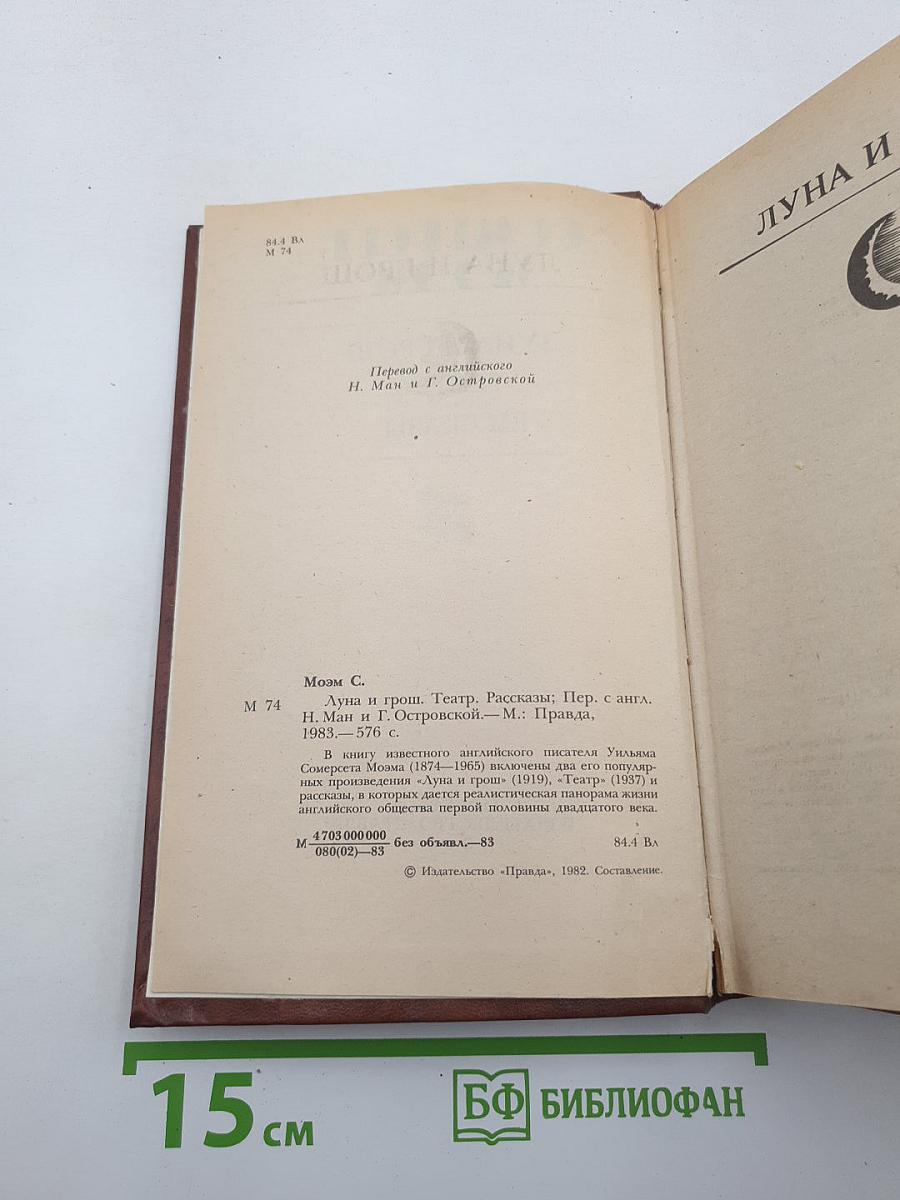 84.4 Вл
М 74
Перевод с английского
Н. Ман и Г. Островской
Моэм С.
М 74
Луна и грош. Театр. Рассказы; Пер. с англ.
Н. Ман и Г. Островской.— М.: Правда,
1983.— 576 с.
В книгу известного английского писателя Уильяма
Сомерсета Моэма (1874—1965) включены два его популяр-
ных произведения «Луна и грош» (1919), «Театр» (1937) и
рассказы, в которых дается реалистическая панорама жизни
английского общества первой половины двадцатого века.
М 4703000000
080(02)—83 без объявл.—83
84.4 Вл
© Издательство «Правда», 1982. Составление.
ЛУНА И
15 см
БФ БИБЛИОФАН